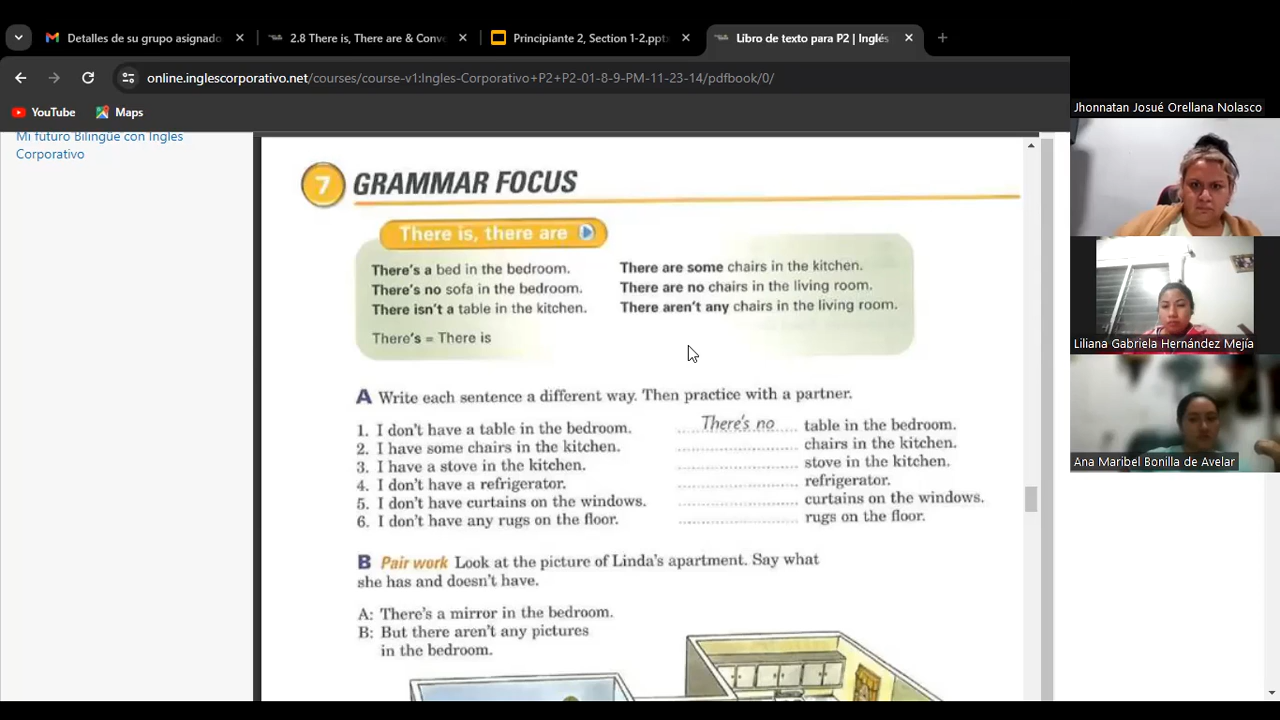 Detalles de su grupo asignado
2.8 There is, There are & Conv
Principiante 2, Section 1-2.ppt
Libro de texto para P2 | Inglés
online.inglescorporativo.net/courses/course-v1:Ingles-Corporativo+P2+P2-01-8-9-PM-11-23-14/pdfbook/0/
YouTube
Maps
Mi futuro Bilingüe con Inglés
Corporativo
7 GRAMMAR FOCUS
There is, there are
There's a bed in the bedroom.
There's no sofa in the bedroom.
There isn't a table in the kitchen.
There's = There is
There are some chairs in the kitchen.
There are no chairs in the living room.
There aren't any chairs in the living room.
A Write each sentence a different way. Then practice with a partner.
1. I don't have a table in the bedroom. There's no table in the bedroom.
2. I have some chairs in the kitchen. chairs in the kitchen.
3. I have a stove in the kitchen. stove in the kitchen.
4. I don't have a refrigerator. refrigerator.
5. I don't have curtains on the windows. curtains on the windows.
6. I don't have any rugs on the floor. rugs on the floor.
B Pair work Look at the picture of Linda's apartment. Say what
she has and doesn't have.
A: There's a mirror in the bedroom.
B: But there aren't any pictures
in the bedroom.
Jhonnatan Josué Orellana Nolasco
Liliana Gabriela Hernández Mejía
Ana Maribel Bonilla de Avelar